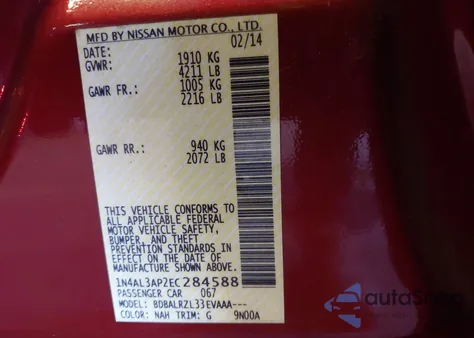 MFD BY NISSAN MOTOR CO., LTD.
DATE: 02/14
GVWR: 1910 KG
4211 LB
GAWR FR.: 1005 KG
2216 LB
GAWR RR.: 940 KG
2072 LB
THIS VEHICLE CONFORMS TO
ALL APPLICABLE FEDERAL
MOTOR VEHICLE SAFETY,
BUMPER, AND THEFT
PREVENTION STANDARDS IN
EFFECT ON THE DATE OF
MANUFACTURE SHOWN ABOVE.
1N4AL3AP2EC284588
PASSENGER CAR 067
MODEL: BDBALRZL33EVAAA---
COLOR: NAH TRIM: G 9N00A